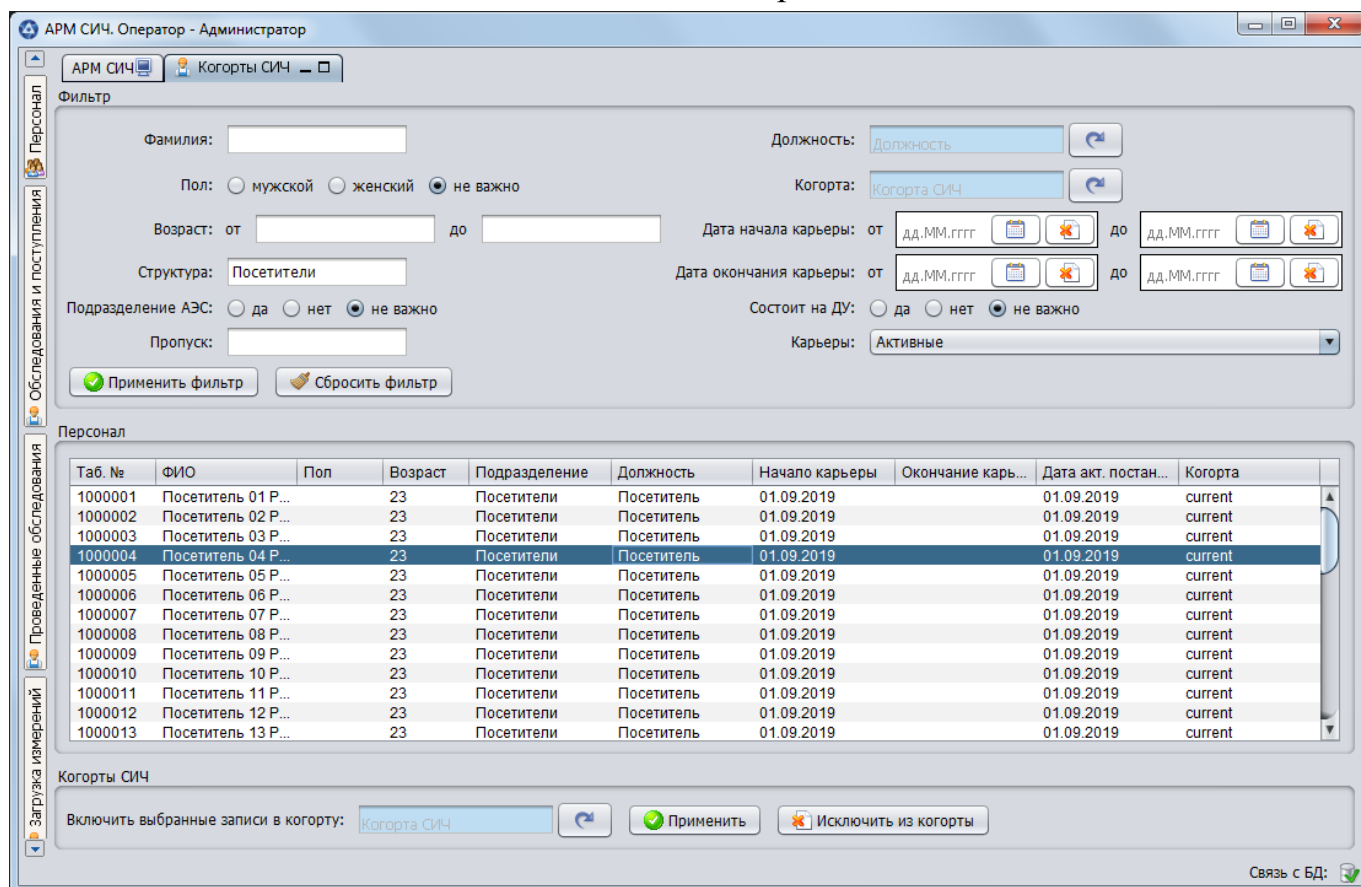 АРМ СИЧ. Оператор - Администратор
АРМ СИЧ Когорты СИЧ
Персонал
Обследования и поступления
Проведенные обследования
Загрузка измерений
Фильтр
Фамилия: Должность: Должность
Пол: мужской женский не важно Когорта: Когорта СИЧ
Возраст: от до Дата начала карьеры: от дд.ММ.гггг до дд.ММ.гггг
Структура: Посетители Дата окончания карьеры: от дд.ММ.гггг до дд.ММ.гггг
Подразделение АЭС: да нет не важно Состоит на ДУ: да нет не важно
Пропуск: Карьеры: Активные
Применить фильтр Сбросить фильтр
Персонал
Таб. № ФИО Пол Возраст Подразделение Должность Начало карьеры Окончание карь... Дата акт. постан... Когорта
1000001 Посетитель 01 Р... 23 Посетители Посетитель 01.09.2019 01.09.2019 current
1000002 Посетитель 02 Р... 23 Посетители Посетитель 01.09.2019 01.09.2019 current
1000003 Посетитель 03 Р... 23 Посетители Посетитель 01.09.2019 01.09.2019 current
1000004 Посетитель 04 Р... 23 Посетители Посетитель 01.09.2019 01.09.2019 current
1000005 Посетитель 05 Р... 23 Посетители Посетитель 01.09.2019 01.09.2019 current
1000006 Посетитель 06 Р... 23 Посетители Посетитель 01.09.2019 01.09.2019 current
1000007 Посетитель 07 Р... 23 Посетители Посетитель 01.09.2019 01.09.2019 current
1000008 Посетитель 08 Р... 23 Посетители Посетитель 01.09.2019 01.09.2019 current
1000009 Посетитель 09 Р... 23 Посетители Посетитель 01.09.2019 01.09.2019 current
1000010 Посетитель 10 Р... 23 Посетители Посетитель 01.09.2019 01.09.2019 current
1000011 Посетитель 11 Р... 23 Посетители Посетитель 01.09.2019 01.09.2019 current
1000012 Посетитель 12 Р... 23 Посетители Посетитель 01.09.2019 01.09.2019 current
1000013 Посетитель 13 Р... 23 Посетители Посетитель 01.09.2019 01.09.2019 current
Когорты СИЧ
Включить выбранные записи в когорту: Когорта СИЧ Применить Исключить из когорты
Связь с БД: